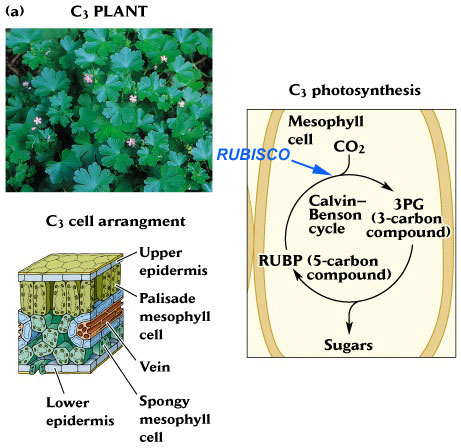 (a) C3 PLANT
C3 cell arrangment
Upper
epidermis
Palisade
mesophyll
cell
Vein
Spongy
mesophyll
cell
Lower
epidermis
C3 photosynthesis
Mesophyll
cell
CO2
RUBISCO
Calvin–
Benson
cycle
3PG
(3-carbon
compound)
RUBP (5-carbon
compound)
Sugars